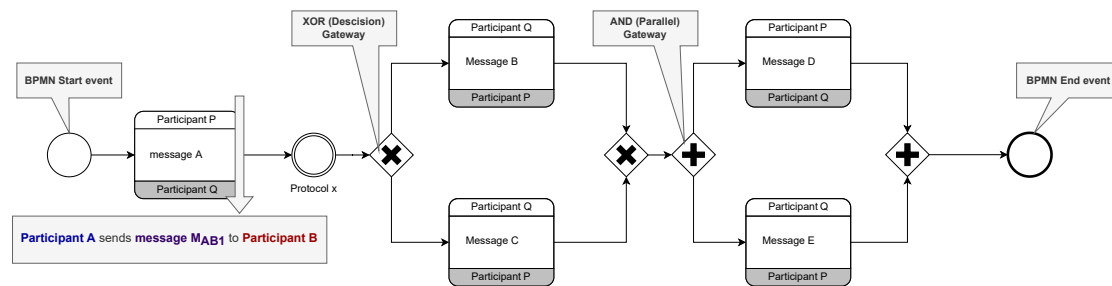 XOR (Descision)
Gateway
Participant Q
Message B
Participant P
AND (Parallel)
Gateway
Participant P
Message D
Participant Q
BPMN Start event
BPMN End event
Participant P
message A
Participant Q
Protocol x
Participant Q
Message C
Participant P
Participant Q
Message E
Participant P
Participant A sends message MAB1 to Participant B